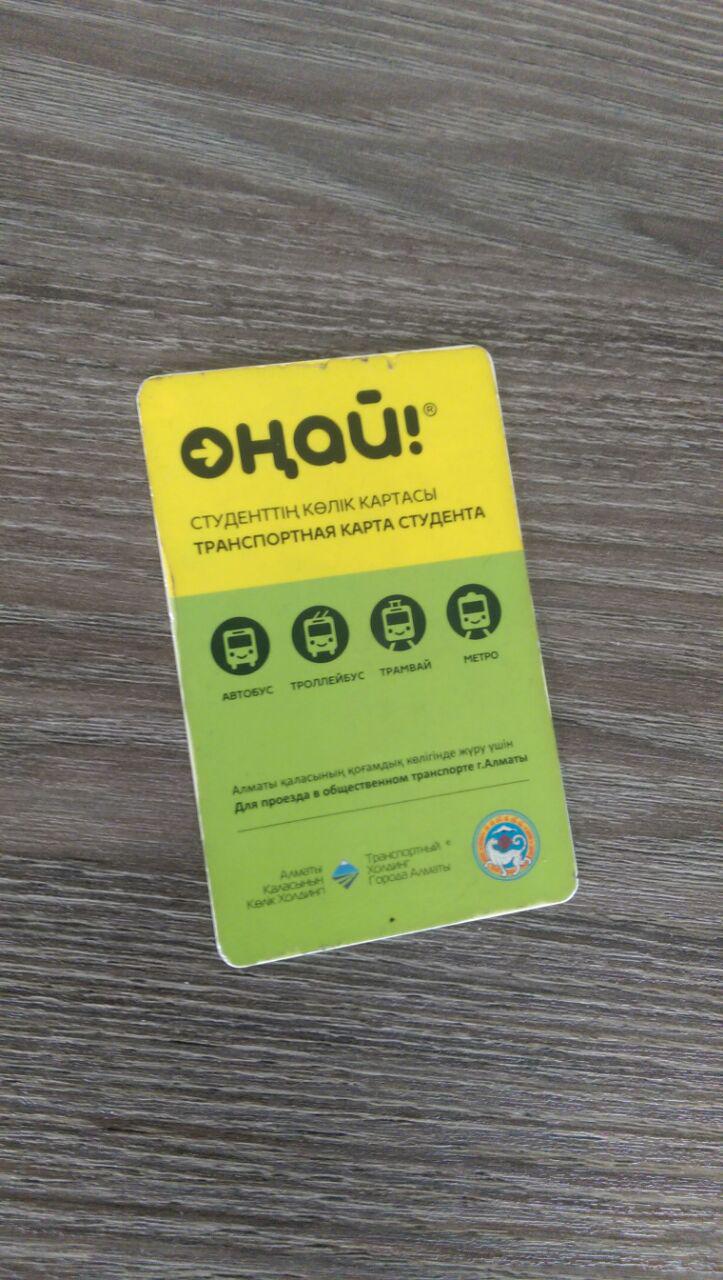 оңай!®
СТУДЕНТТІҢ КӨЛІК КАРТАСЫ
ТРАНСПОРТНАЯ КАРТА СТУДЕНТА
АВТОБУС ТРОЛЛЕЙБУС ТРАМВАЙ МЕТРО
Алматы қаласының қоғамдық көлігінде жүру үшін
Для проезда в общественном транспорте г.Алматы
Алматы
Қаласының
Көлік Холдингі
Транспортный
Холдинг
Города Алматы